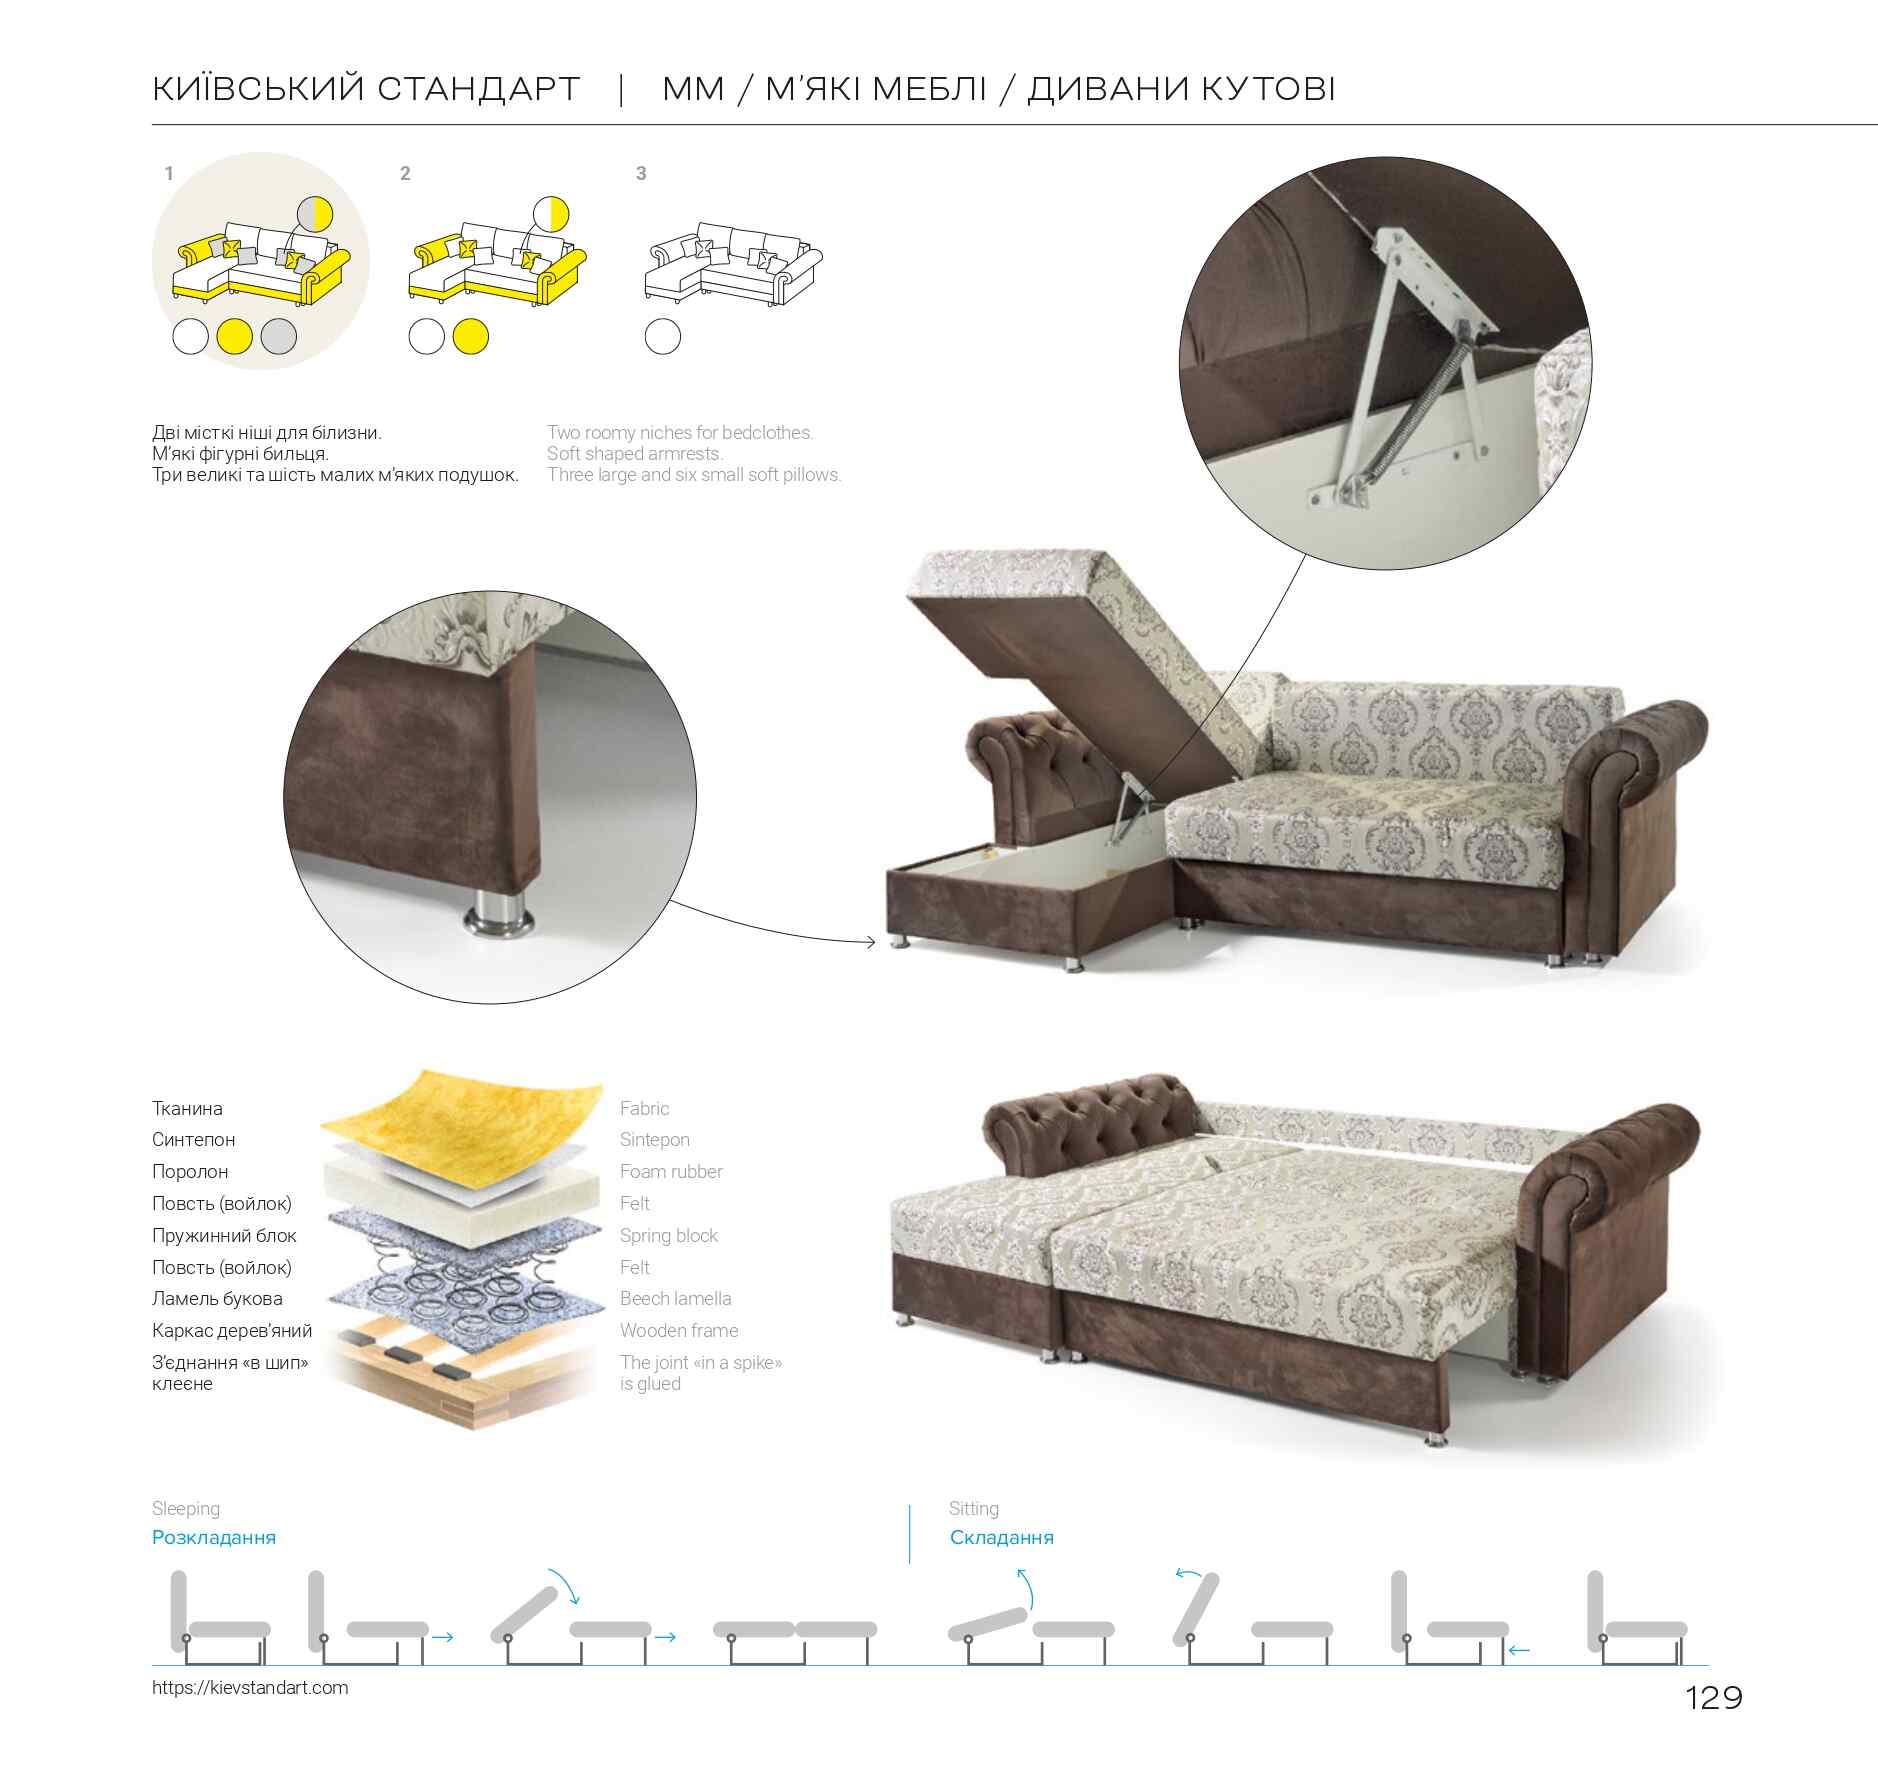 КИЇВСЬКИЙ СТАНДАРТ | ММ / М’ЯКІ МЕБЛІ / ДИВАНИ КУТОВІ
1
2
3
Дві місткі ніші для білизни.
М’які фігурні бильця.
Три великі та шість малих м’яких подушок.
Two roomy niches for bedclothes.
Soft shaped armrests.
Three large and six small soft pillows.
Тканина
Синтепон
Поролон
Повсть (войлок)
Пружинний блок
Повсть (войлок)
Ламель букова
Каркас дерев’яний
З’єднання «в шип»
клеєне
Fabric
Sintepon
Foam rubber
Felt
Spring block
Felt
Beech lamella
Wooden frame
The joint «in a spike»
is glued
Sleeping
Розкладання
Sitting
Складання
https://kievstandart.com
129